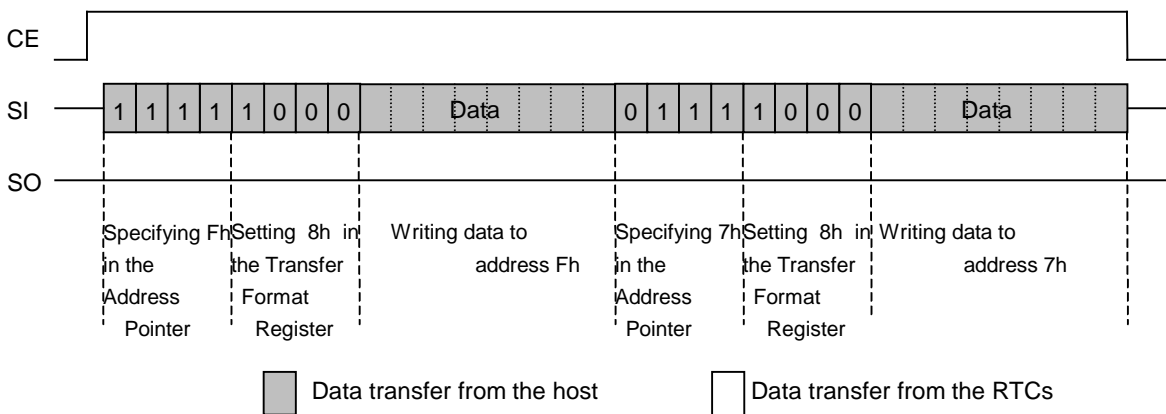 CE
SI 1 1 1 1 1 0 0 0 Data 0 1 1 1 1 0 0 0 Data
SO
Specifying Fh Setting 8h in Writing data to Specifying 7h Setting 8h in Writing data to
in the the Transfer address Fh in the the Transfer address 7h
Address Format Address Format
Pointer Register Pointer Register
Data transfer from the host Data transfer from the RTCs